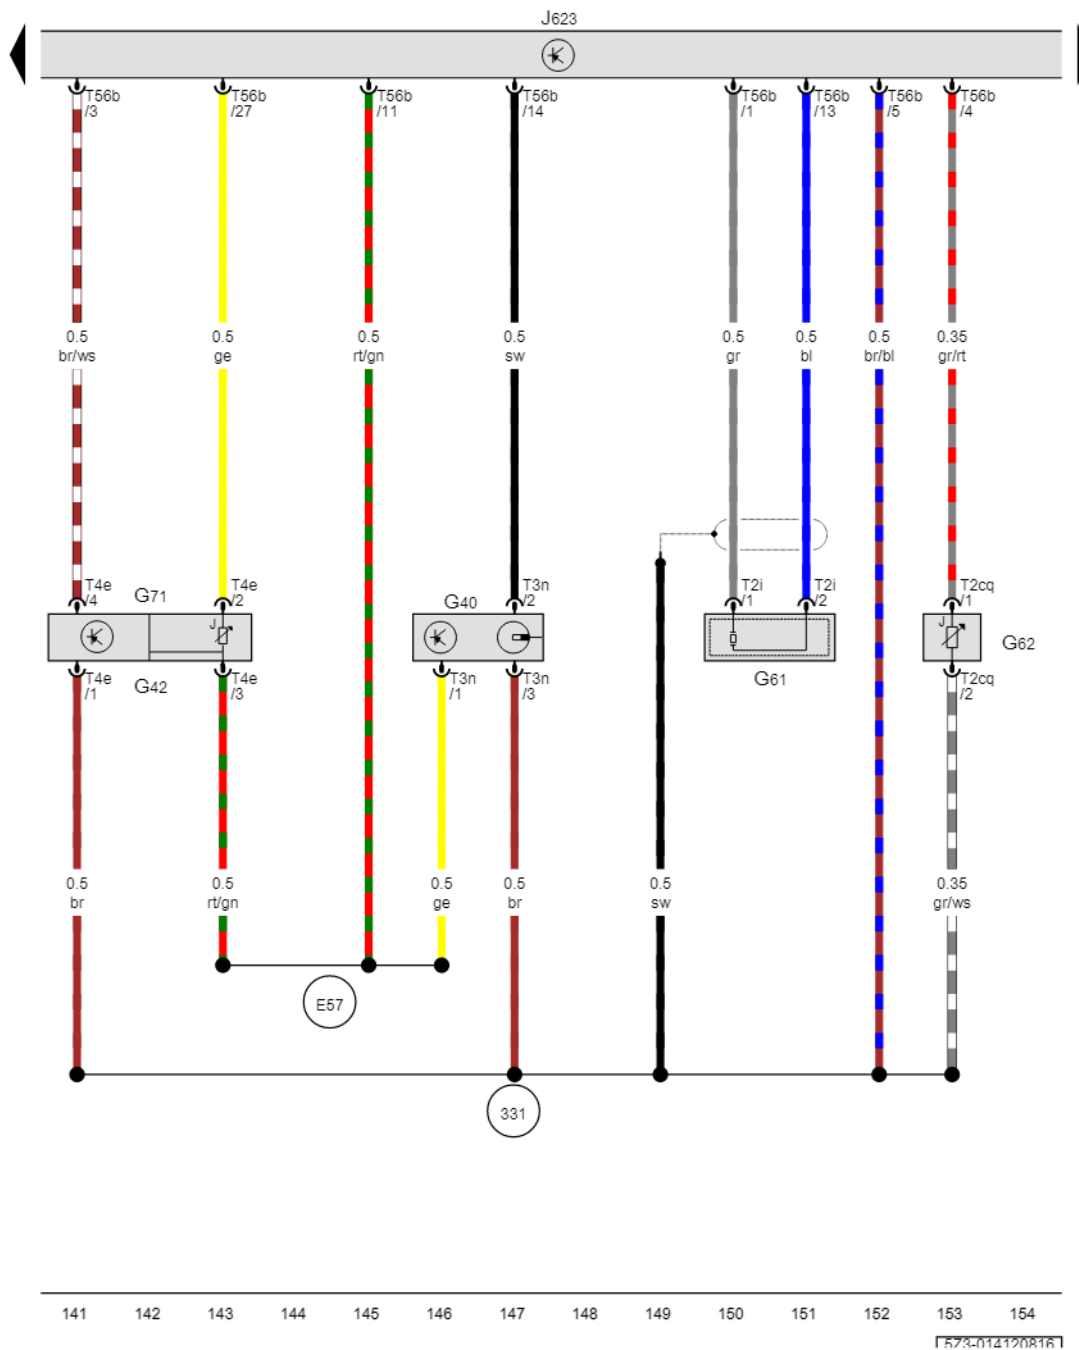 J623
T56b T56b T56b T56b T56b T56b T56b T56b
/3 /27 /11 /14 /1 /13 /5 /4
0.5 0.5 0.5 0.5 0.5 0.5 0.5 0.35
br/ws ge rt/gn sw gr bl br/bl gr/rt
T4e T4e T3n T2i T2i T2cq
/4 /2 /2 /1 /2 /1
G71 G40
J J
G62
G42 G61
T4e T4e T3n T3n T2cq
/1 /3 /1 /3 /2
0.5 0.5 0.5 0.5 0.5 0.35
br rt/gn ge br sw gr/ws
E57
331
141 142 143 144 145 146 147 148 149 150 151 152 153 154
573-014120816